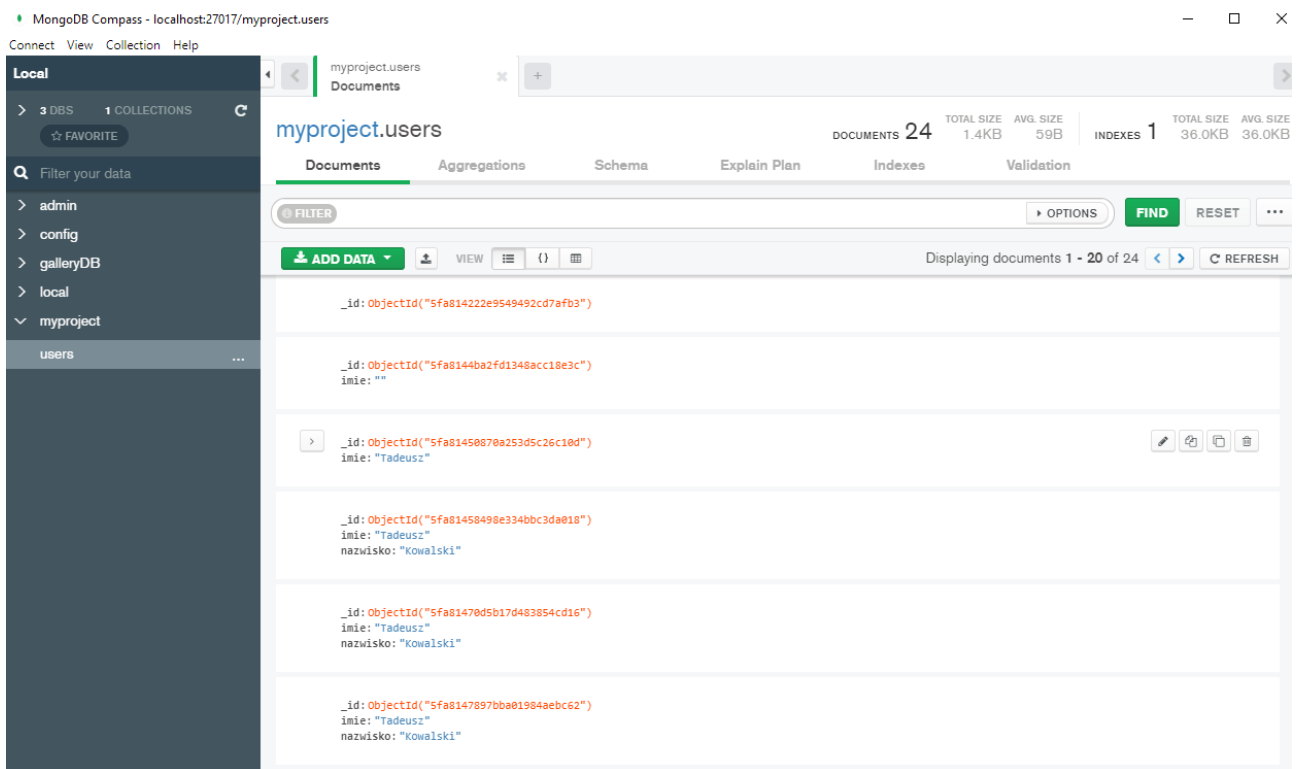 MongoDB Compass - localhost:27017/myproject.users
Connect View Collection Help
Local
3 DBS 1 COLLECTIONS
☆ FAVORITE
Filter your data
admin
config
galleryDB
local
myproject
users ...
myproject.users
Documents
myproject.users
DOCUMENTS 24 TOTAL SIZE 1.4KB AVG. SIZE 59B INDEXES 1 TOTAL SIZE 36.0KB AVG. SIZE 36.0KB
Documents Aggregations Schema Explain Plan Indexes Validation
FILTER OPTIONS FIND RESET ...
ADD DATA VIEW {} Displaying documents 1 - 20 of 24 < > REFRESH
_id: ObjectId("5fa814222e9549492cd7afb3")
_id: ObjectId("5fa8144ba2fd1348acc18e3c")
imie: ""
_id: ObjectId("5fa81450870a253d5c26c10d")
imie: "Tadeusz"
_id: ObjectId("5fa81458498e334bbc3da018")
imie: "Tadeusz"
nazwisko: "Kowalski"
_id: ObjectId("5fa81470d5b17d483854cd16")
imie: "Tadeusz"
nazwisko: "Kowalski"
_id: ObjectId("5fa8147897bba01984aebc62")
imie: "Tadeusz"
nazwisko: "Kowalski"